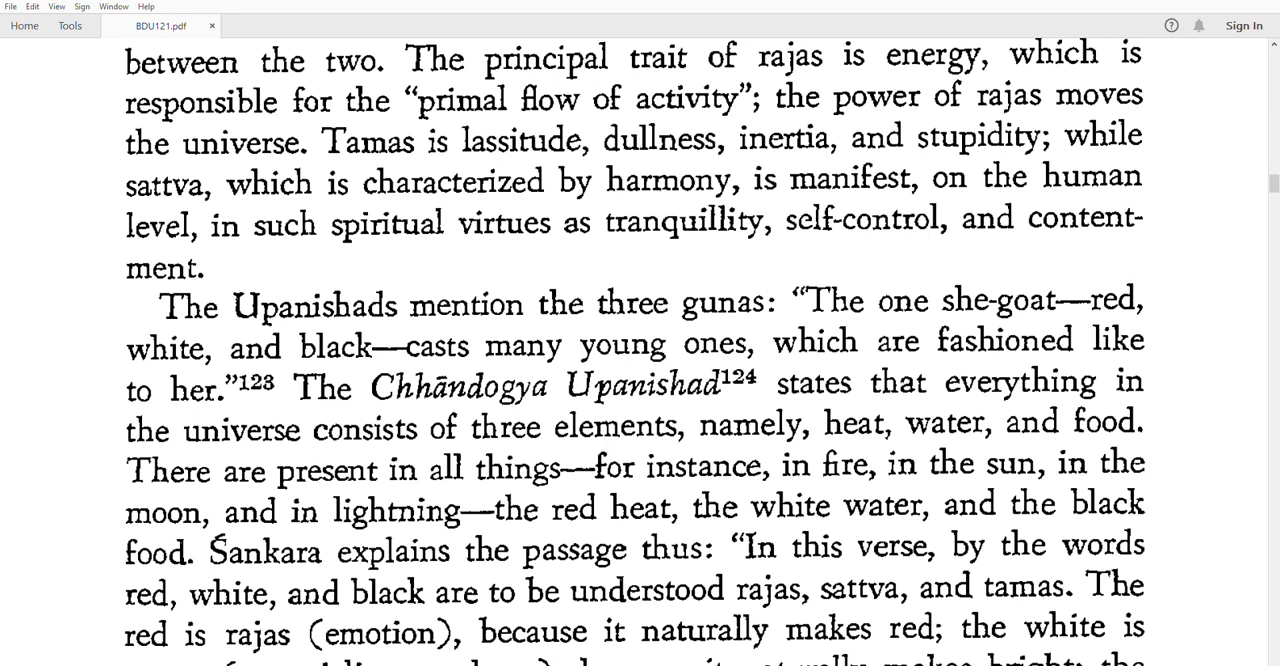 File Edit View Sign Window Help
Home Tools BDU121.pdf × ? Sign In
between the two. The principal trait of rajas is energy, which is
responsible for the “primal flow of activity”; the power of rajas moves
the universe. Tamas is lassitude, dullness, inertia, and stupidity; while
sattva, which is characterized by harmony, is manifest, on the human
level, in such spiritual virtues as tranquillity, self-control, and content-
ment.
The Upanishads mention the three gunas: “The one she-goat—red,
white, and black—casts many young ones, which are fashioned like
to her.”¹²³ The Chhāndogya Upanishad¹²⁴ states that everything in
the universe consists of three elements, namely, heat, water, and food.
There are present in all things—for instance, in fire, in the sun, in the
moon, and in lightning—the red heat, the white water, and the black
food. Śankara explains the passage thus: “In this verse, by the words
red, white, and black are to be understood rajas, sattva, and tamas. The
red is rajas (emotion), because it naturally makes red; the white is